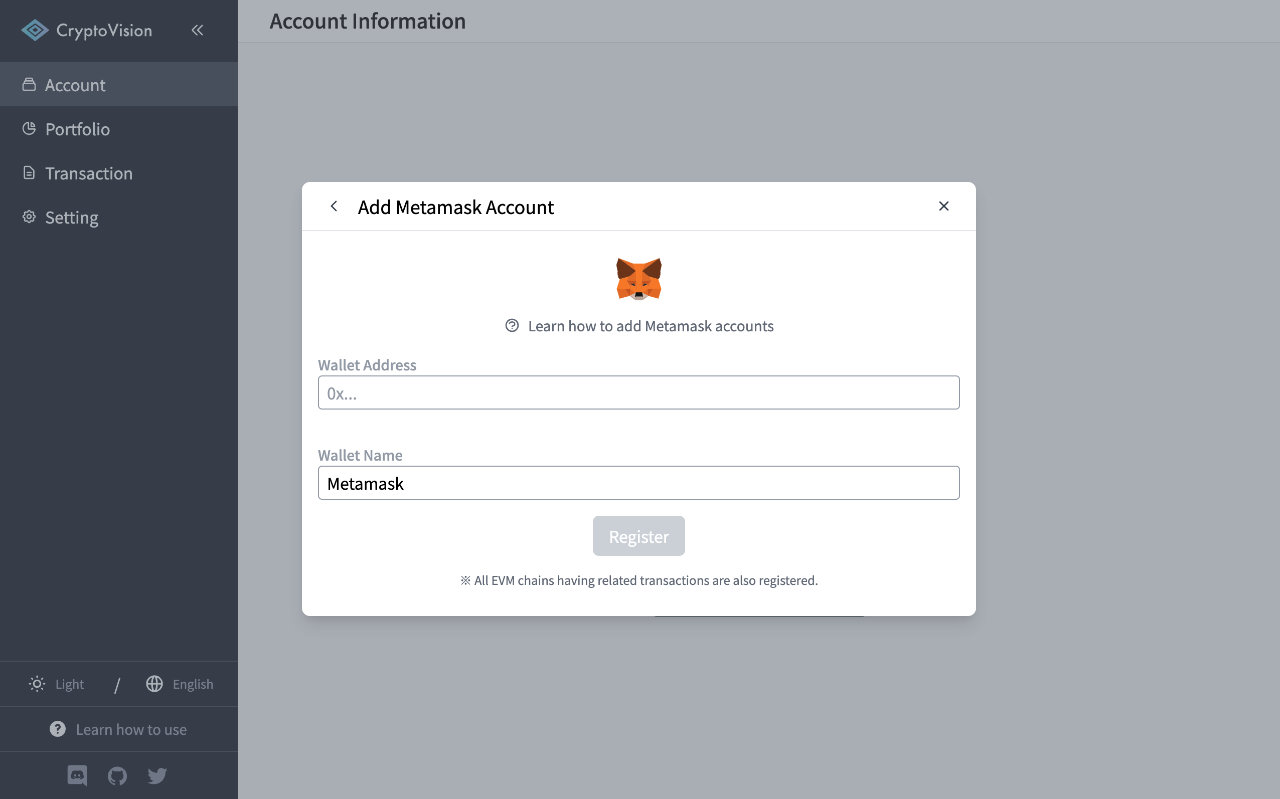 CryptoVision
Account Information
Account
Portfolio
Transaction
Setting
Add Metamask Account
Learn how to add Metamask accounts
Wallet Address
0x...
Wallet Name
Metamask
Register
※ All EVM chains having related transactions are also registered.
Light / English
Learn how to use